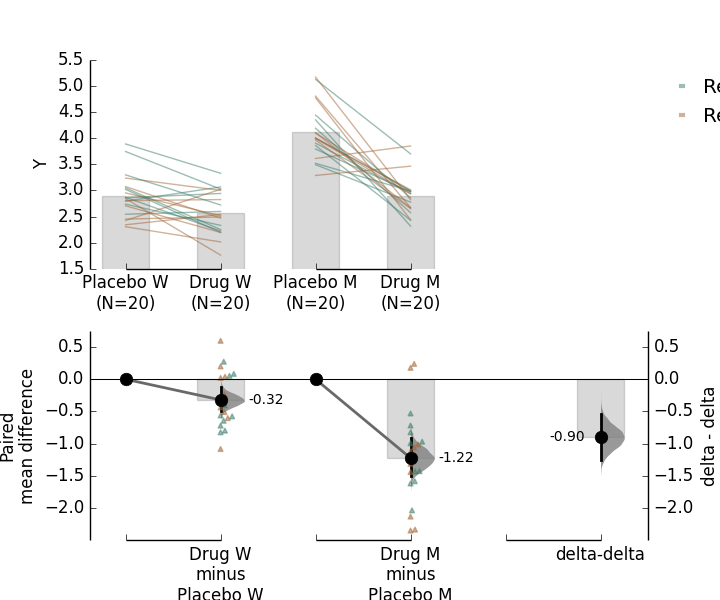 5.5
5.0
4.5
4.0
3.5
3.0
2.5
2.0
1.5
Y
Placebo W
(N=20)
Drug W
(N=20)
Placebo M
(N=20)
Drug M
(N=20)
Re
Re
0.5
0.0
−0.5
−1.0
−1.5
−2.0
Paired
mean difference
-0.32
-1.22
-0.90
0.5
0.0
−0.5
−1.0
−1.5
−2.0
delta - delta
Drug W
minus
Placebo W
Drug M
minus
Placebo M
delta-delta